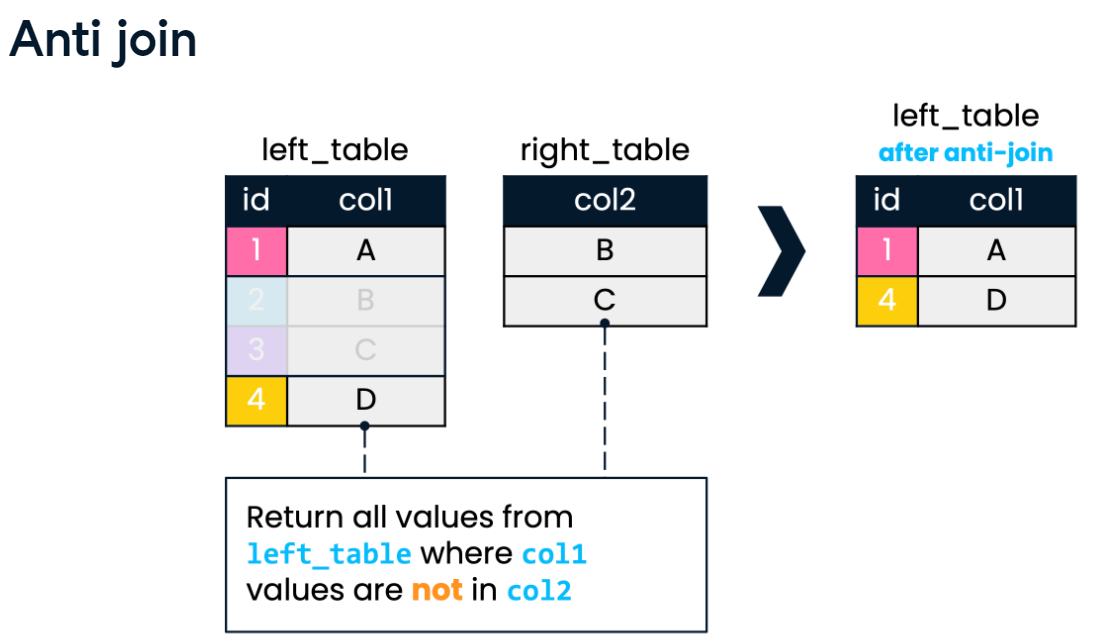 Anti join
left_table
id col1
1 A
2 B
3 C
4 D
right_table
col2
B
C
left_table
after anti-join
id col1
1 A
4 D
Return all values from
left_table where col1
values are not in col2